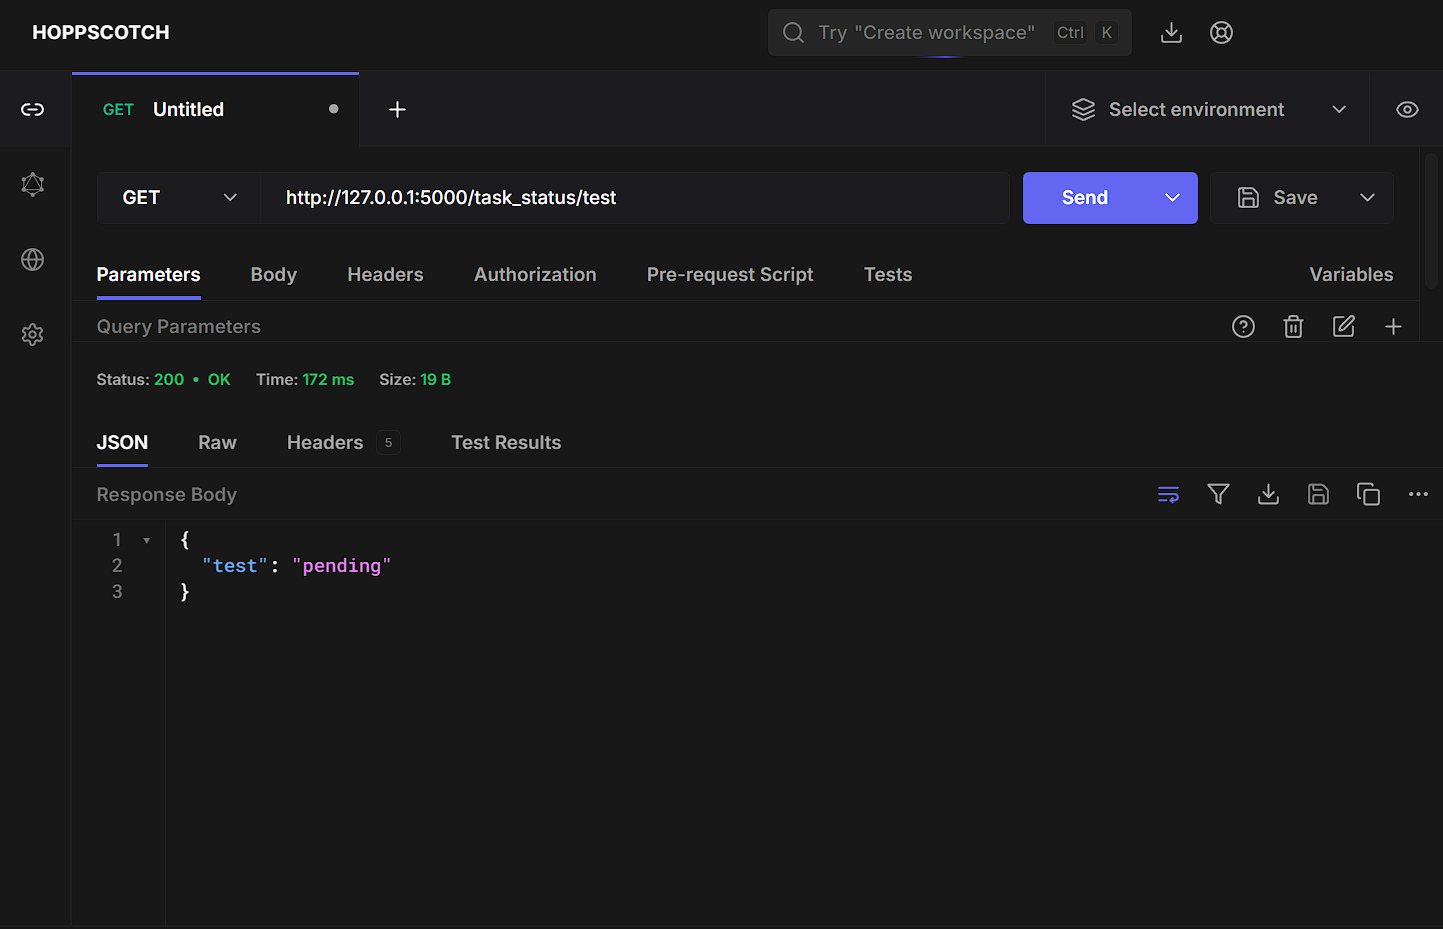 HOPPSCOTCH
Try "Create workspace" Ctrl K
GET Untitled
Select environment
GET http://127.0.0.1:5000/task_status/test Send Save
Parameters Body Headers Authorization Pre-request Script Tests Variables
Query Parameters
Status: 200 • OK Time: 172 ms Size: 19 B
JSON Raw Headers 5 Test Results
Response Body
1 {
2 "test": "pending"
3 }